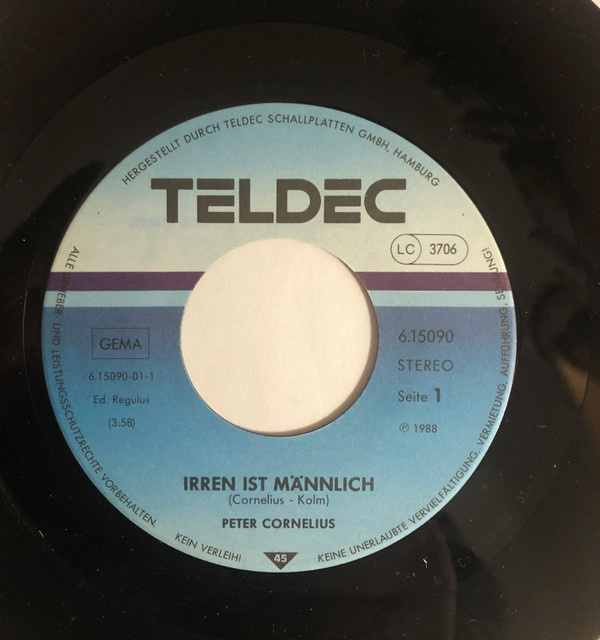 HERGESTELLT DURCH TELDEC SCHALLPLATTEN GMBH, HAMBURG
TELDEC
LC 3706
GEMA
6.15090-01-1
Ed. Regulus
(3:58)
6.15090
STEREO
Seite 1
℗ 1988
IRREN IST MÄNNLICH
(Cornelius - Kolm)
PETER CORNELIUS
ALLE UND LEISTUNGSSCHUTZRECHTE VORBEHALTEN.
KEIN VERLEIH!
45
KEINE UNERLAUBTE VERVIELFÄLTIGUNG, VERMIETUNG, AUFFÜHRUNG, SENDUNG!